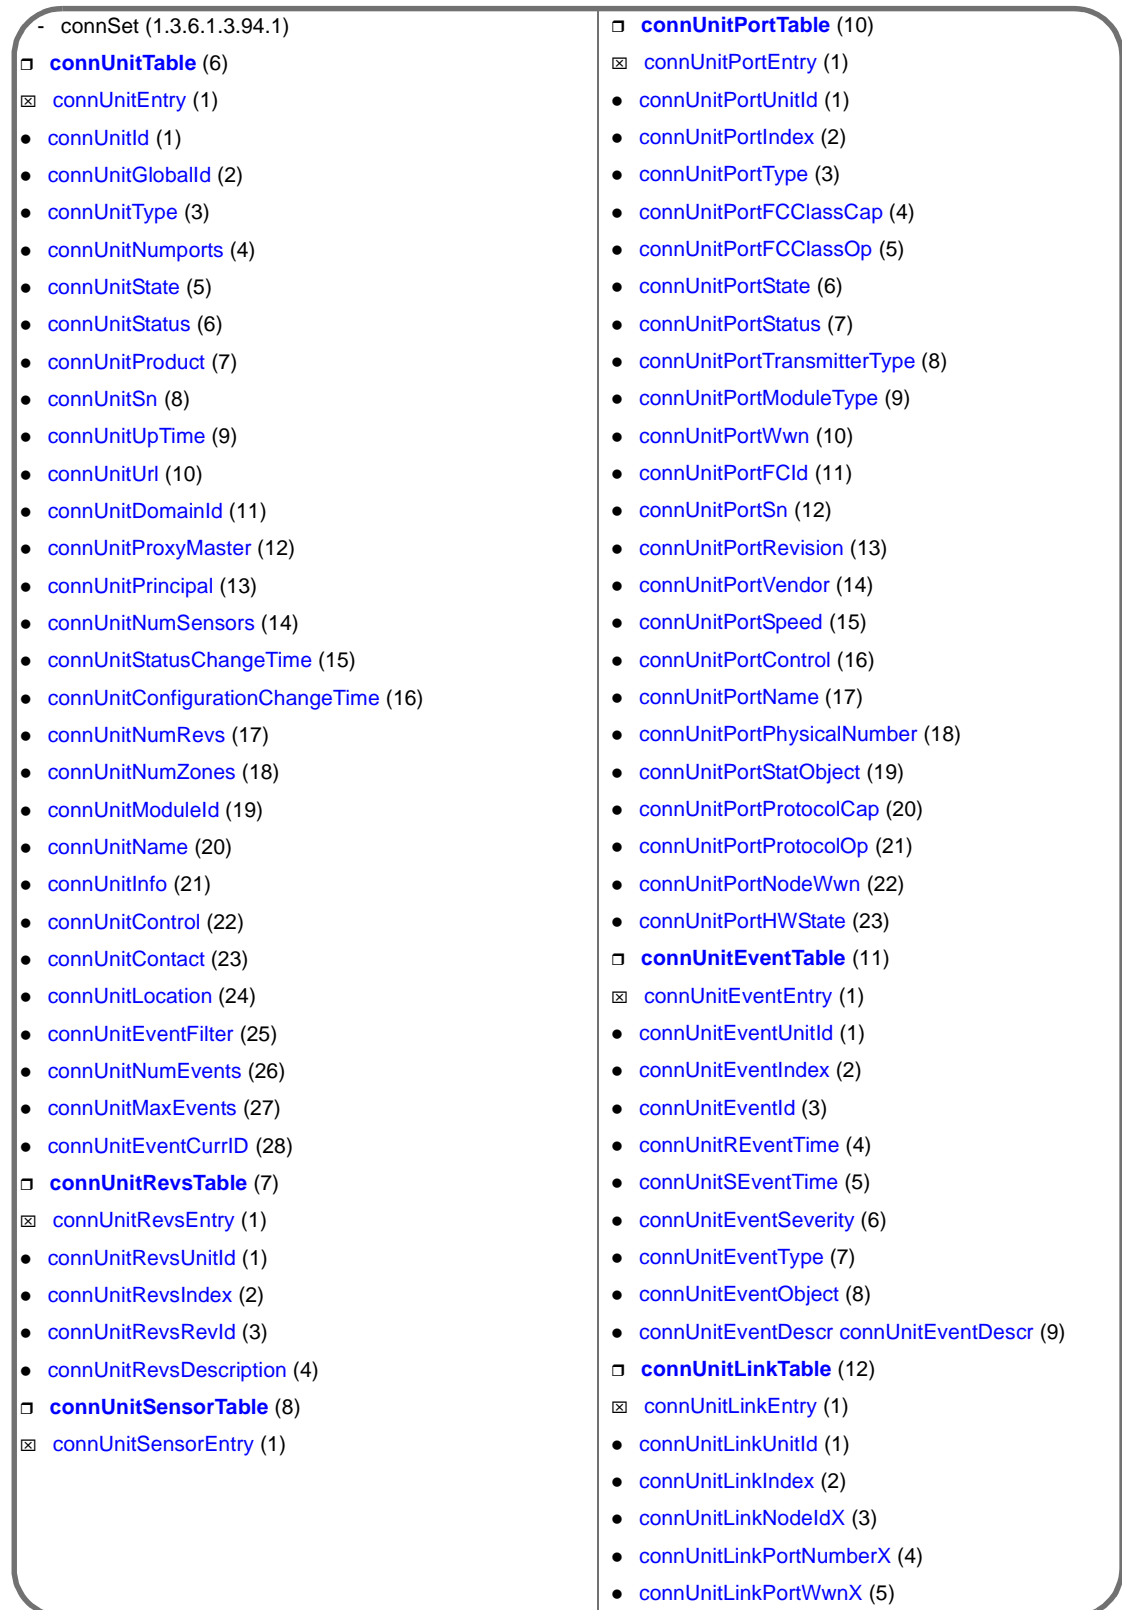 - connSet (1.3.6.1.3.94.1)
❒ connUnitTable (6)
☒ connUnitEntry (1)
● connUnitId (1)
● connUnitGlobalId (2)
● connUnitType (3)
● connUnitNumports (4)
● connUnitState (5)
● connUnitStatus (6)
● connUnitProduct (7)
● connUnitSn (8)
● connUnitUpTime (9)
● connUnitUrl (10)
● connUnitDomainId (11)
● connUnitProxyMaster (12)
● connUnitPrincipal (13)
● connUnitNumSensors (14)
● connUnitStatusChangeTime (15)
● connUnitConfigurationChangeTime (16)
● connUnitNumRevs (17)
● connUnitNumZones (18)
● connUnitModuleId (19)
● connUnitName (20)
● connUnitInfo (21)
● connUnitControl (22)
● connUnitContact (23)
● connUnitLocation (24)
● connUnitEventFilter (25)
● connUnitNumEvents (26)
● connUnitMaxEvents (27)
● connUnitEventCurrID (28)
❒ connUnitRevsTable (7)
☒ connUnitRevsEntry (1)
● connUnitRevsUnitId (1)
● connUnitRevsIndex (2)
● connUnitRevsRevId (3)
● connUnitRevsDescription (4)
❒ connUnitSensorTable (8)
☒ connUnitSensorEntry (1)
❒ connUnitPortTable (10)
☒ connUnitPortEntry (1)
● connUnitPortUnitId (1)
● connUnitPortIndex (2)
● connUnitPortType (3)
● connUnitPortFCClassCap (4)
● connUnitPortFCClassOp (5)
● connUnitPortState (6)
● connUnitPortStatus (7)
● connUnitPortTransmitterType (8)
● connUnitPortModuleType (9)
● connUnitPortWwn (10)
● connUnitPortFCId (11)
● connUnitPortSn (12)
● connUnitPortRevision (13)
● connUnitPortVendor (14)
● connUnitPortSpeed (15)
● connUnitPortControl (16)
● connUnitPortName (17)
● connUnitPortPhysicalNumber (18)
● connUnitPortStatObject (19)
● connUnitPortProtocolCap (20)
● connUnitPortProtocolOp (21)
● connUnitPortNodeWwn (22)
● connUnitPortHWState (23)
❒ connUnitEventTable (11)
☒ connUnitEventEntry (1)
● connUnitEventUnitId (1)
● connUnitEventIndex (2)
● connUnitEventId (3)
● connUnitREventTime (4)
● connUnitSEventTime (5)
● connUnitEventSeverity (6)
● connUnitEventType (7)
● connUnitEventObject (8)
● connUnitEventDescr connUnitEventDescr (9)
❒ connUnitLinkTable (12)
☒ connUnitLinkEntry (1)
● connUnitLinkUnitId (1)
● connUnitLinkIndex (2)
● connUnitLinkNodeIdX (3)
● connUnitLinkPortNumberX (4)
● connUnitLinkPortWwnX (5)